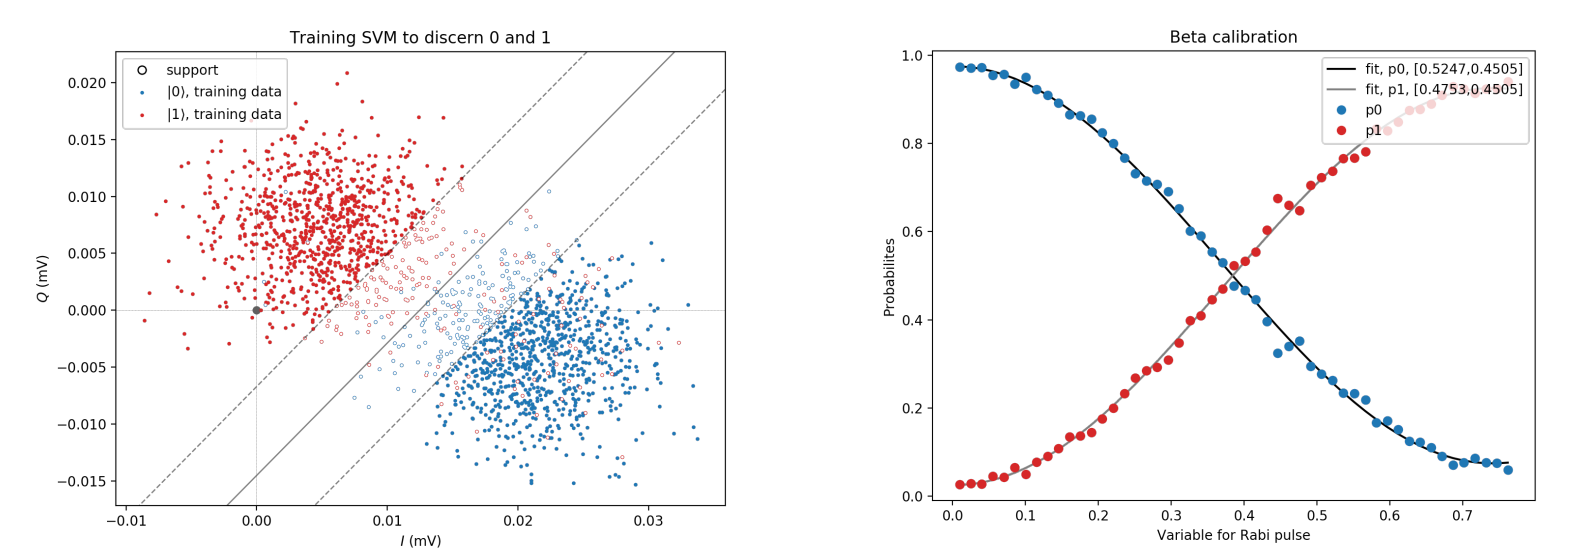 Training SVM to discern 0 and 1
support
|0⟩, training data
|1⟩, training data
0.020
0.015
0.010
0.005
0.000
−0.005
−0.010
−0.015
Q (mV)
−0.01
0.00
0.01
0.02
0.03
I (mV)
Beta calibration
fit, p0, [0.5247,0.4505]
fit, p1, [0.4753,0.4505]
p0
p1
1.0
0.8
0.6
0.4
0.2
0.0
Probabilites
0.0
0.1
0.2
0.3
0.4
0.5
0.6
0.7
Variable for Rabi pulse